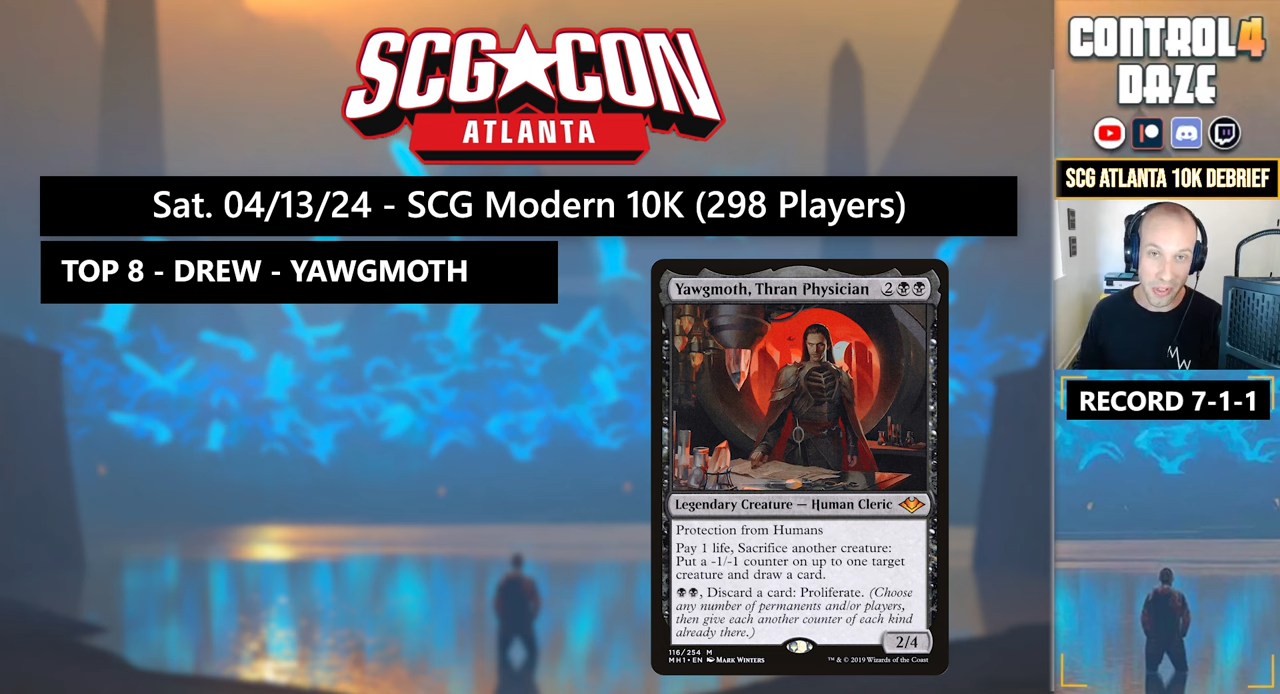 SCG★CON
ATLANTA
Sat. 04/13/24 - SCG Modern 10K (298 Players)
TOP 8 - DREW - YAWGMOTH
Yawgmoth, Thran Physician 2
Legendary Creature — Human Cleric
Protection from Humans
Pay 1 life, Sacrifice another creature:
Put a -1/-1 counter on up to one target
creature and draw a card.
, Discard a card: Proliferate. (Choose
any number of permanents and/or players,
then give each another counter of each kind
already there.)
2/4
116/254 M
MH1 • EN MARK WINTERS
™ & © 2019 Wizards of the Coast
CONTROL4
DAZE
SCG ATLANTA 10K DEBRIEF
MW
RECORD 7-1-1